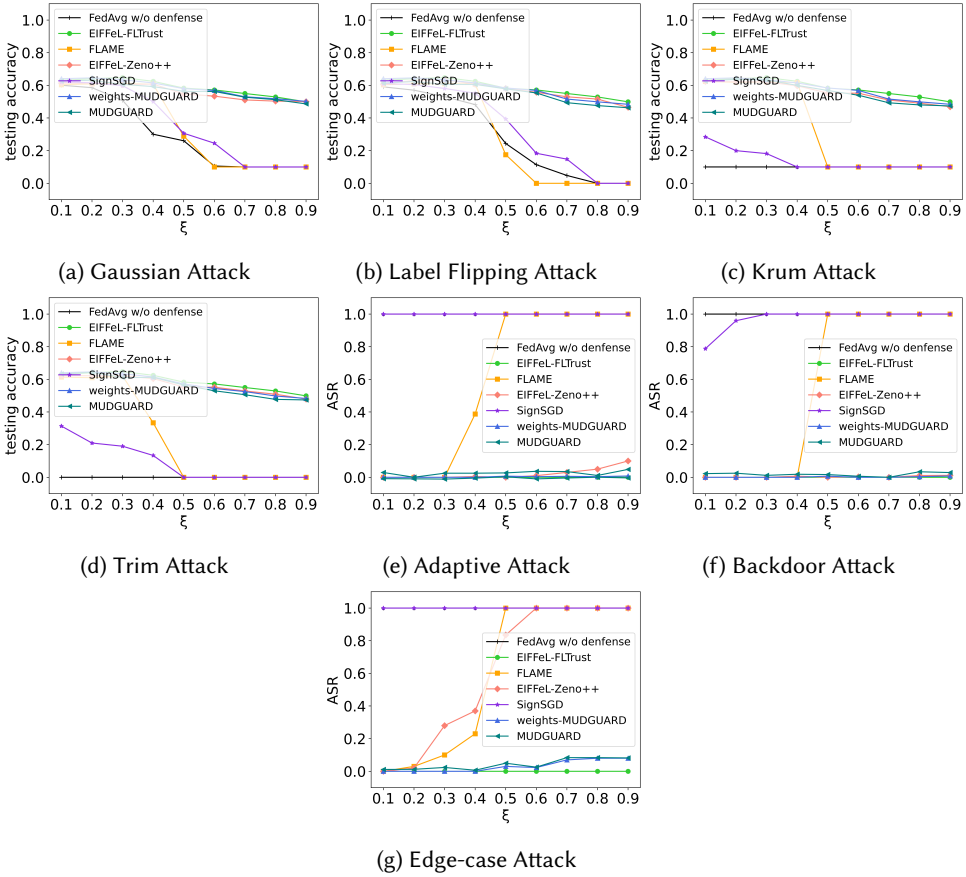 testing accuracy
1.0
0.8
0.6
0.4
0.2
0.0
FedAvg w/o denfense
EIFFeL-FLTrust
FLAME
EIFFeL-Zeno++
SignSGD
weights-MUDGUARD
MUDGUARD
0.1 0.2 0.3 0.4 0.5 0.6 0.7 0.8 0.9
ξ
(a) Gaussian Attack
testing accuracy
1.0
0.8
0.6
0.4
0.2
0.0
FedAvg w/o denfense
EIFFeL-FLTrust
FLAME
EIFFeL-Zeno++
SignSGD
weights-MUDGUARD
MUDGUARD
0.1 0.2 0.3 0.4 0.5 0.6 0.7 0.8 0.9
ξ
(b) Label Flipping Attack
testing accuracy
1.0
0.8
0.6
0.4
0.2
0.0
FedAvg w/o denfense
EIFFeL-FLTrust
FLAME
EIFFeL-Zeno++
SignSGD
weights-MUDGUARD
MUDGUARD
0.1 0.2 0.3 0.4 0.5 0.6 0.7 0.8 0.9
ξ
(c) Krum Attack
testing accuracy
1.0
0.8
0.6
0.4
0.2
0.0
FedAvg w/o denfense
EIFFeL-FLTrust
FLAME
EIFFeL-Zeno++
SignSGD
weights-MUDGUARD
MUDGUARD
0.1 0.2 0.3 0.4 0.5 0.6 0.7 0.8 0.9
ξ
(d) Trim Attack
ASR
1.0
0.8
0.6
0.4
0.2
0.0
FedAvg w/o denfense
EIFFeL-FLTrust
FLAME
EIFFeL-Zeno++
SignSGD
weights-MUDGUARD
MUDGUARD
0.1 0.2 0.3 0.4 0.5 0.6 0.7 0.8 0.9
ξ
(e) Adaptive Attack
ASR
1.0
0.8
0.6
0.4
0.2
0.0
FedAvg w/o denfense
EIFFeL-FLTrust
FLAME
EIFFeL-Zeno++
SignSGD
weights-MUDGUARD
MUDGUARD
0.1 0.2 0.3 0.4 0.5 0.6 0.7 0.8 0.9
ξ
(f) Backdoor Attack
ASR
1.0
0.8
0.6
0.4
0.2
0.0
FedAvg w/o denfense
EIFFeL-FLTrust
FLAME
EIFFeL-Zeno++
SignSGD
weights-MUDGUARD
MUDGUARD
0.1 0.2 0.3 0.4 0.5 0.6 0.7 0.8 0.9
ξ
(g) Edge-case Attack